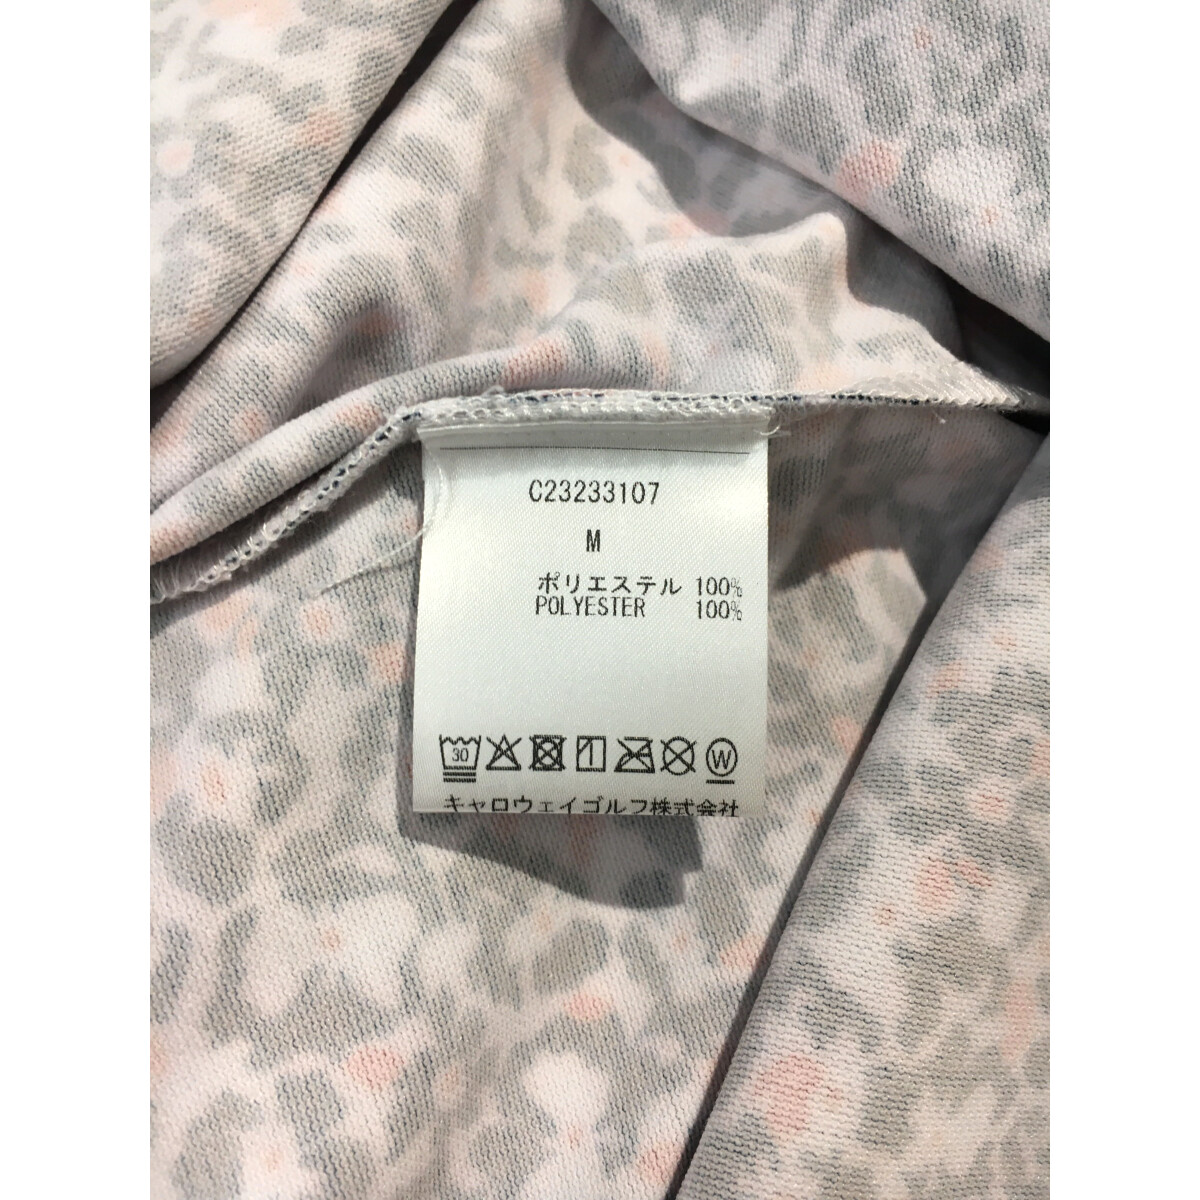 C23233107
M
ポリエステル 100%
POLYESTER 100%
30 W
キャロウェイゴルフ株式会社